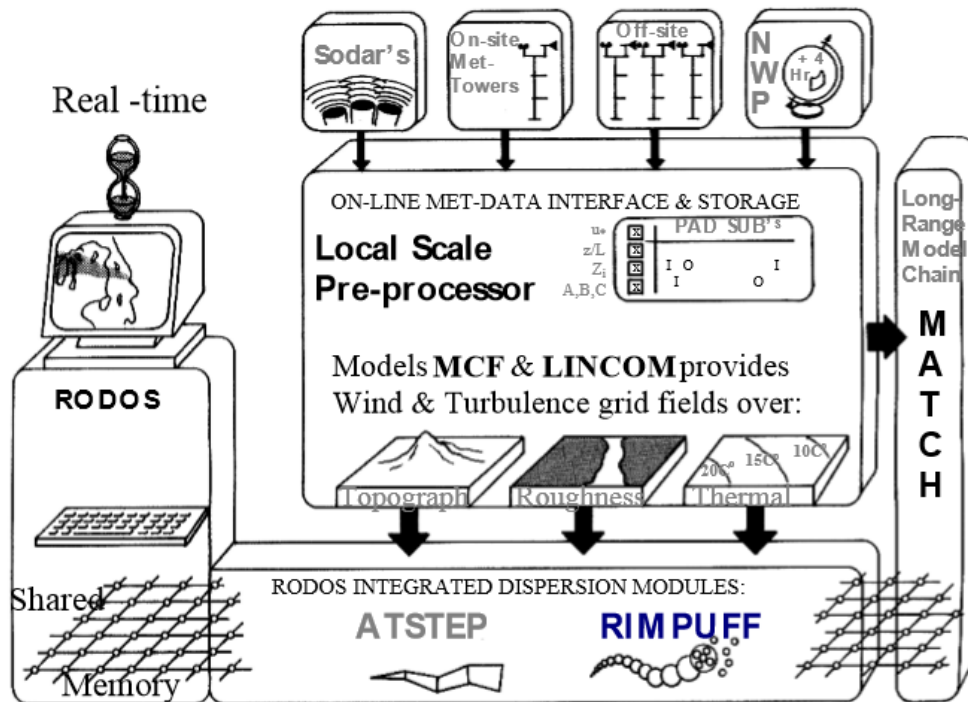 Sodar's
On-site
Met-
Towers
Off-site
NWP
+ 4
Hr
Real -time
ON-LINE MET-DATA INTERFACE & STORAGE
Local Scale
Pre-processor
PAD SUB's
u*
z/L
Zi
A,B,C
x
x
x
x
I O I
I O
Long-
Range
Model
Chain
MATCH
Models MCF & LINCOM provides
Wind & Turbulence grid fields over:
RODOS
20C°
15C°
10C°
Topograph
Roughness
Thermal
RODOS INTEGRATED DISPERSION MODULES:
ATSTEP
RIMPUFF
Shared
Memory